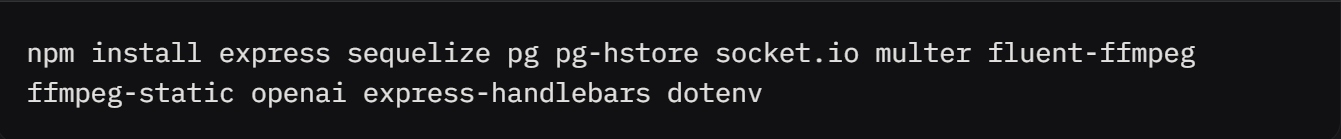 npm install express sequelize pg pg-hstore socket.io multer fluent-ffmpeg
ffmpeg-static openai express-handlebars dotenv